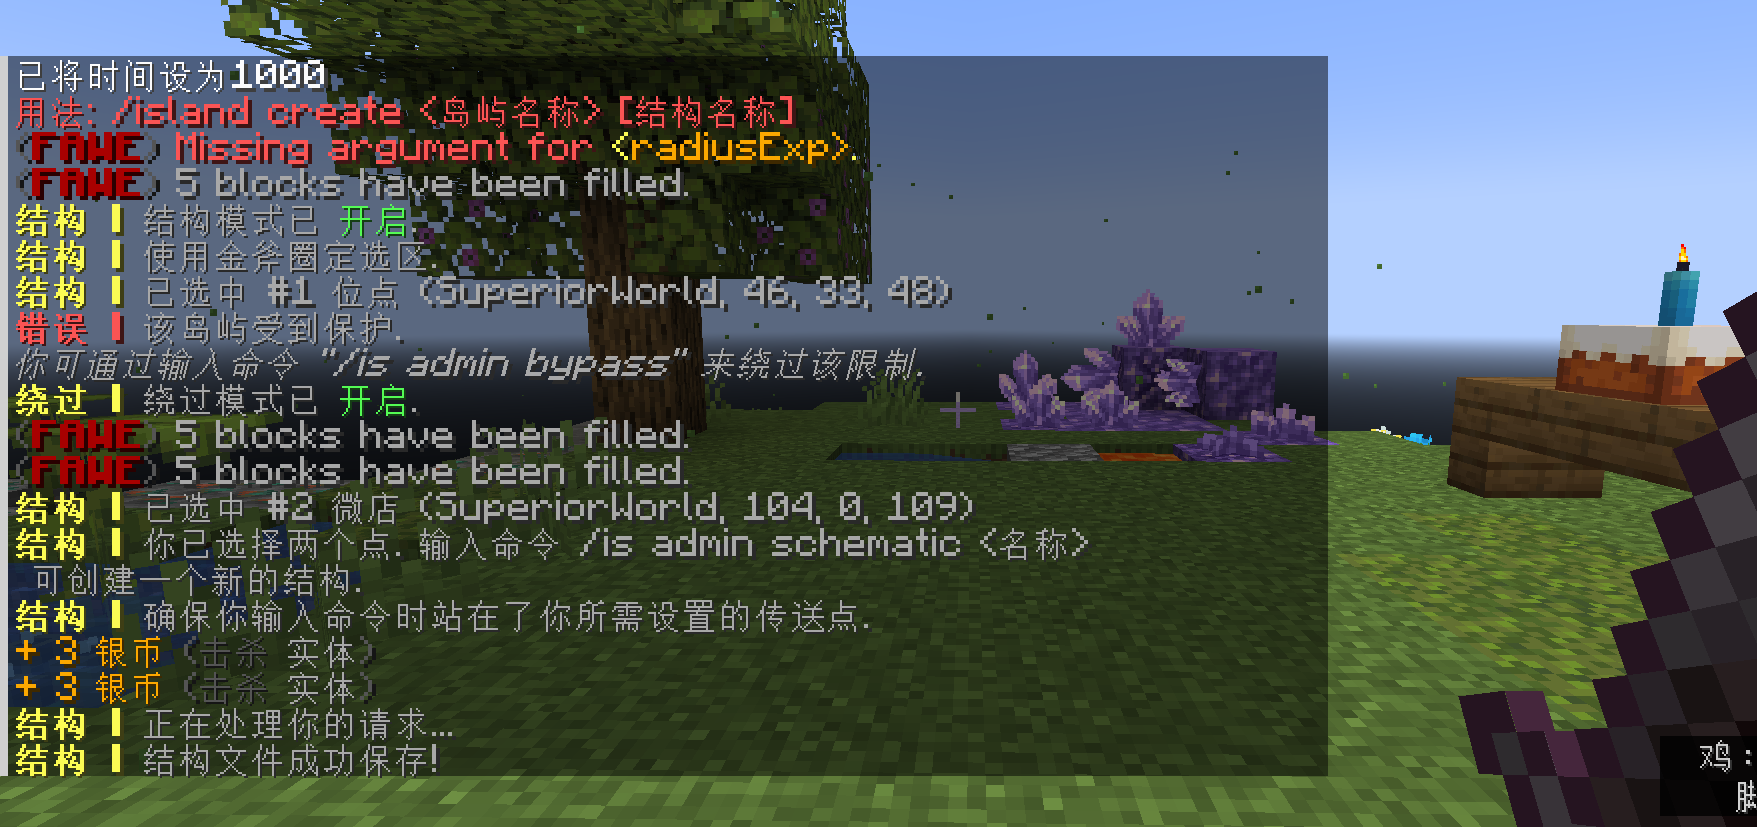 已将时间设为1000
用法: /island create <岛屿名称> [结构名称]
(FAWE) Missing argument for <radiusExp>.
(FAWE) 5 blocks have been filled.
结构 | 结构模式已 开启.
结构 | 使用金斧圈定选区.
结构 | 已选中 #1 位点 (SuperiorWorld, 46, 33, 48)
错误 | 该岛屿受到保护.
你可通过输入命令 "/is admin bypass" 来绕过该限制.
绕过 | 绕过模式已 开启.
(FAWE) 5 blocks have been filled.
(FAWE) 5 blocks have been filled.
结构 | 已选中 #2 微店 (SuperiorWorld, 104, 0, 109)
结构 | 你已选择两个点. 输入命令 /is admin schematic <名称>
可创建一个新的结构.
结构 | 确保你输入命令时站在了你所需设置的传送点.
+ 3 银币 (击杀 实体)
+ 3 银币 (击杀 实体)
结构 | 正在处理你的请求...
结构 | 结构文件成功保存!
鸡: